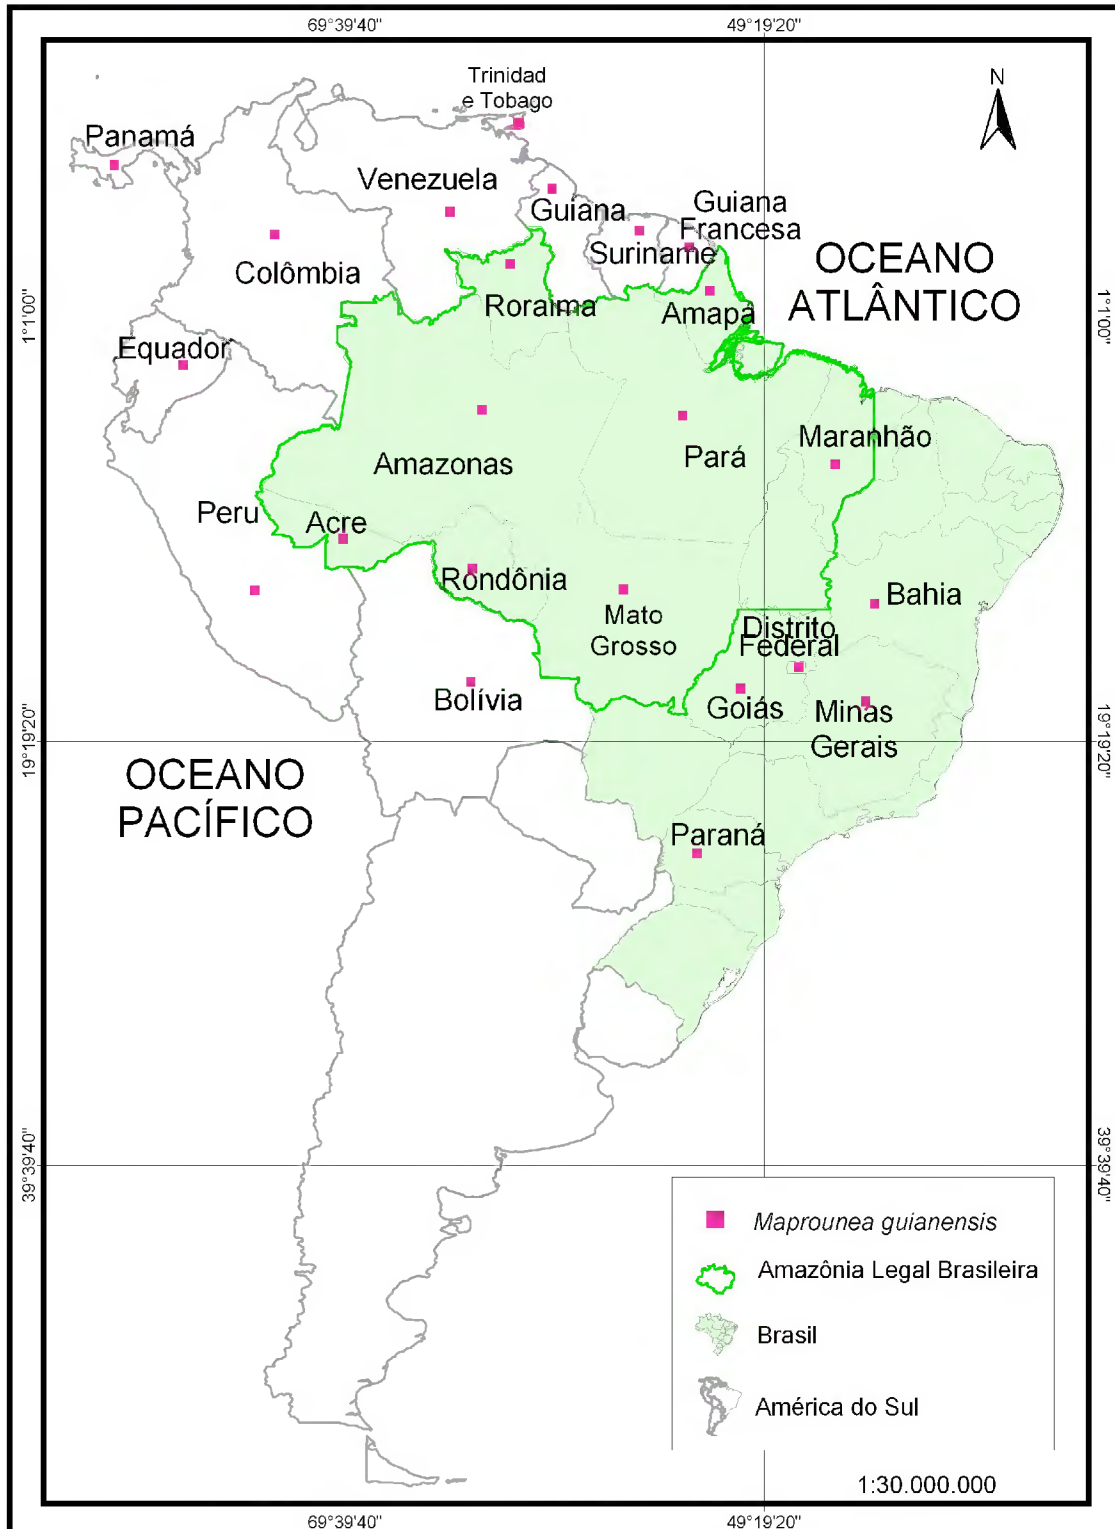 69°39'40"
49°19'20"
N
Trinidad
e Tobago
Panamá
Venezuela
Guiana
Guiana
Francesa
Suriname
Colômbia
OCEANO
ATLÂNTICO
Roraima
Amapá
1°1'00"
1°1'00"
Equador
Maranhão
Amazonas
Pará
Peru
Acre
Rondônia
Bahia
Mato
Grosso
Distrito
Federal
Bolívia
Goiás
Minas
Gerais
19°19'20"
19°19'20"
OCEANO
PACÍFICO
Paraná
39°39'40"
39°39'40"
Maprounea guianensis
Amazônia Legal Brasileira
Brasil
América do Sul
1:30.000.000
69°39'40"
49°19'20"